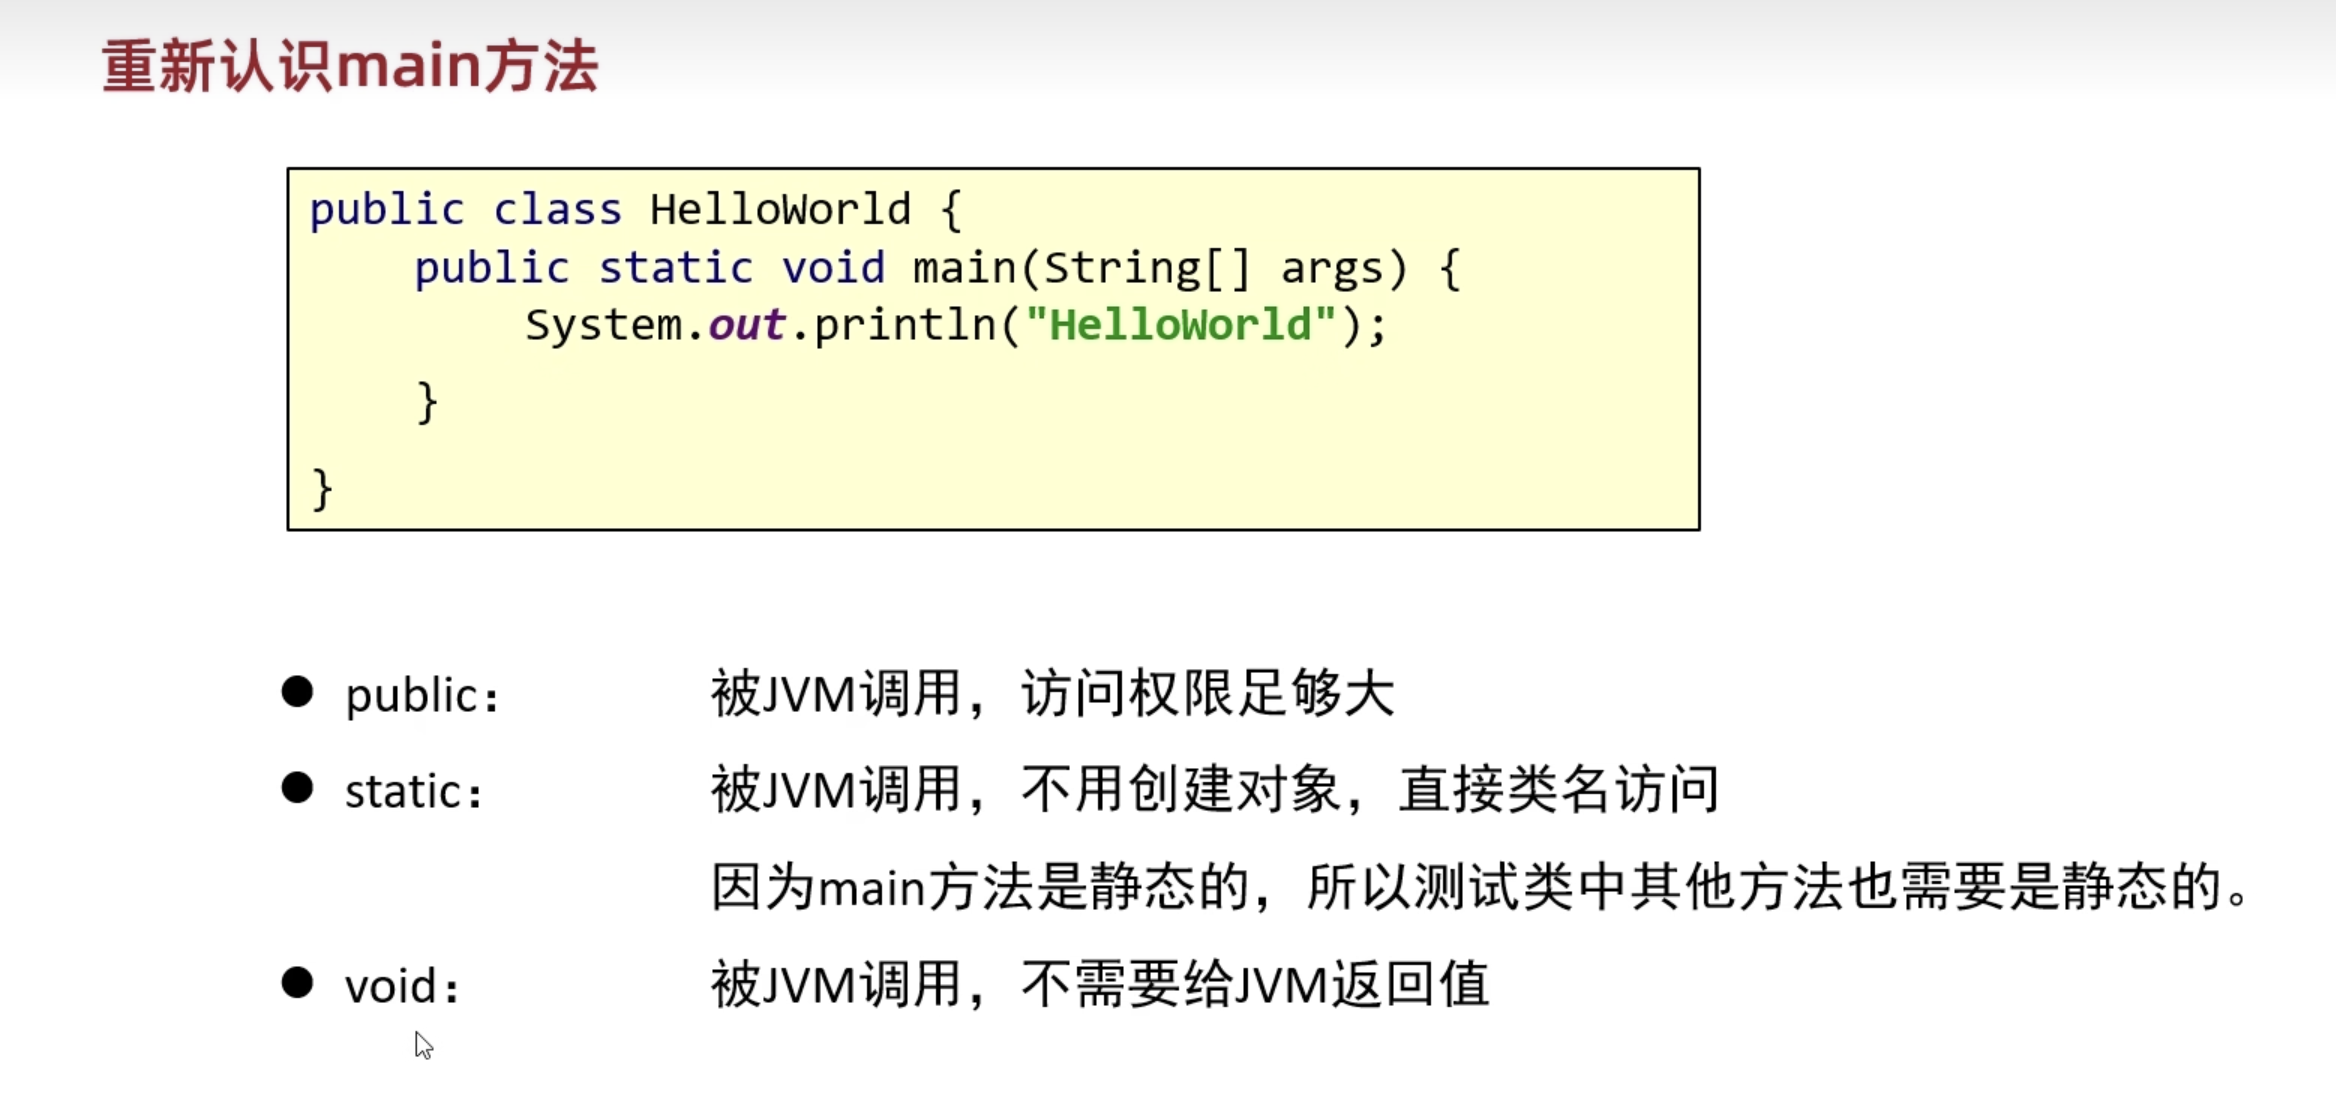 重新认识main方法
public class HelloWorld {
    public static void main(String[] args) {
        System.out.println("HelloWorld");
    }
}
● public： 被JVM调用，访问权限足够大
● static： 被JVM调用，不用创建对象，直接类名访问
因为main方法是静态的，所以测试类中其他方法也需要是静态的。
● void： 被JVM调用，不需要给JVM返回值